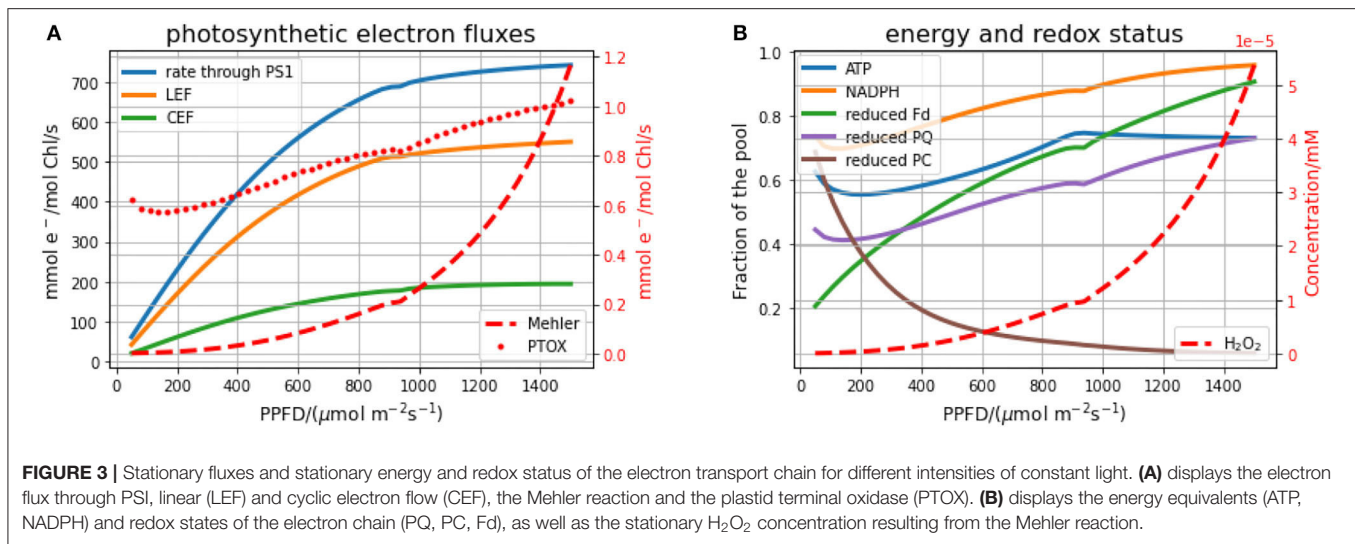 A photosynthetic electron fluxes
rate through PS1
LEF
CEF
Mehler
PTOX
mmol e⁻/mol Chl/s
700
600
500
400
300
200
100
0
0 200 400 600 800 1000 1200 1400
PPFD/(μmol m⁻²s⁻¹)
1.2
1.0
0.8
0.6
0.4
0.2
0.0
mmol e⁻/mol Chl/s
B energy and redox status
1e-5
ATP
NADPH
reduced Fd
reduced PQ
reduced PC
H₂O₂
Fraction of the pool
1.0
0.8
0.6
0.4
0.2
0 200 400 600 800 1000 1200 1400
PPFD/(μmol m⁻²s⁻¹)
5
4
3
2
1
0
Concentration/mM
FIGURE 3 | Stationary fluxes and stationary energy and redox status of the electron transport chain for different intensities of constant light. (A) displays the electron
flux through PSI, linear (LEF) and cyclic electron flow (CEF), the Mehler reaction and the plastid terminal oxidase (PTOX). (B) displays the energy equivalents (ATP,
NADPH) and redox states of the electron chain (PQ, PC, Fd), as well as the stationary H₂O₂ concentration resulting from the Mehler reaction.